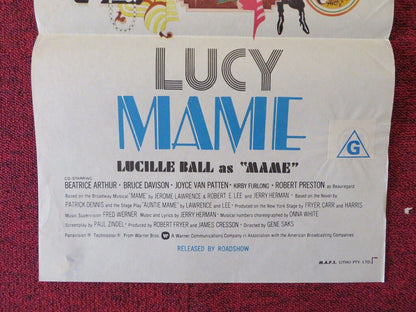 LUCY
MAME
LUCILLE BALL as "MAME"
G
CO-STARRING
BEATRICE ARTHUR · BRUCE DAVISON · JOYCE VAN PATTEN · KIRBY FURLONG · ROBERT PRESTON as Beauregard
Based on the Broadway Musical "MAME" by JEROME LAWRENCE & ROBERT E. LEE and JERRY HERMAN · Based on the Novel by
PATRICK DENNIS and the Stage Play "AUNTIE MAME" by LAWRENCE and LEE · Produced on the New York Stage by FRYER, CARR and HARRIS
Music Supervision FRED WERNER · Music and Lyrics by JERRY HERMAN · Musical numbers choreographed by ONNA WHITE
Screenplay by PAUL ZINDEL · Produced by ROBERT FRYER and JAMES CRESSON · Directed by GENE SAKS
Panavision® Technicolor® From Warner Bros. A Warner Communications Company in Association with the American Broadcasting Companies
RELEASED BY ROADSHOW
M.A.P.S. LITHO PTY. LTD.